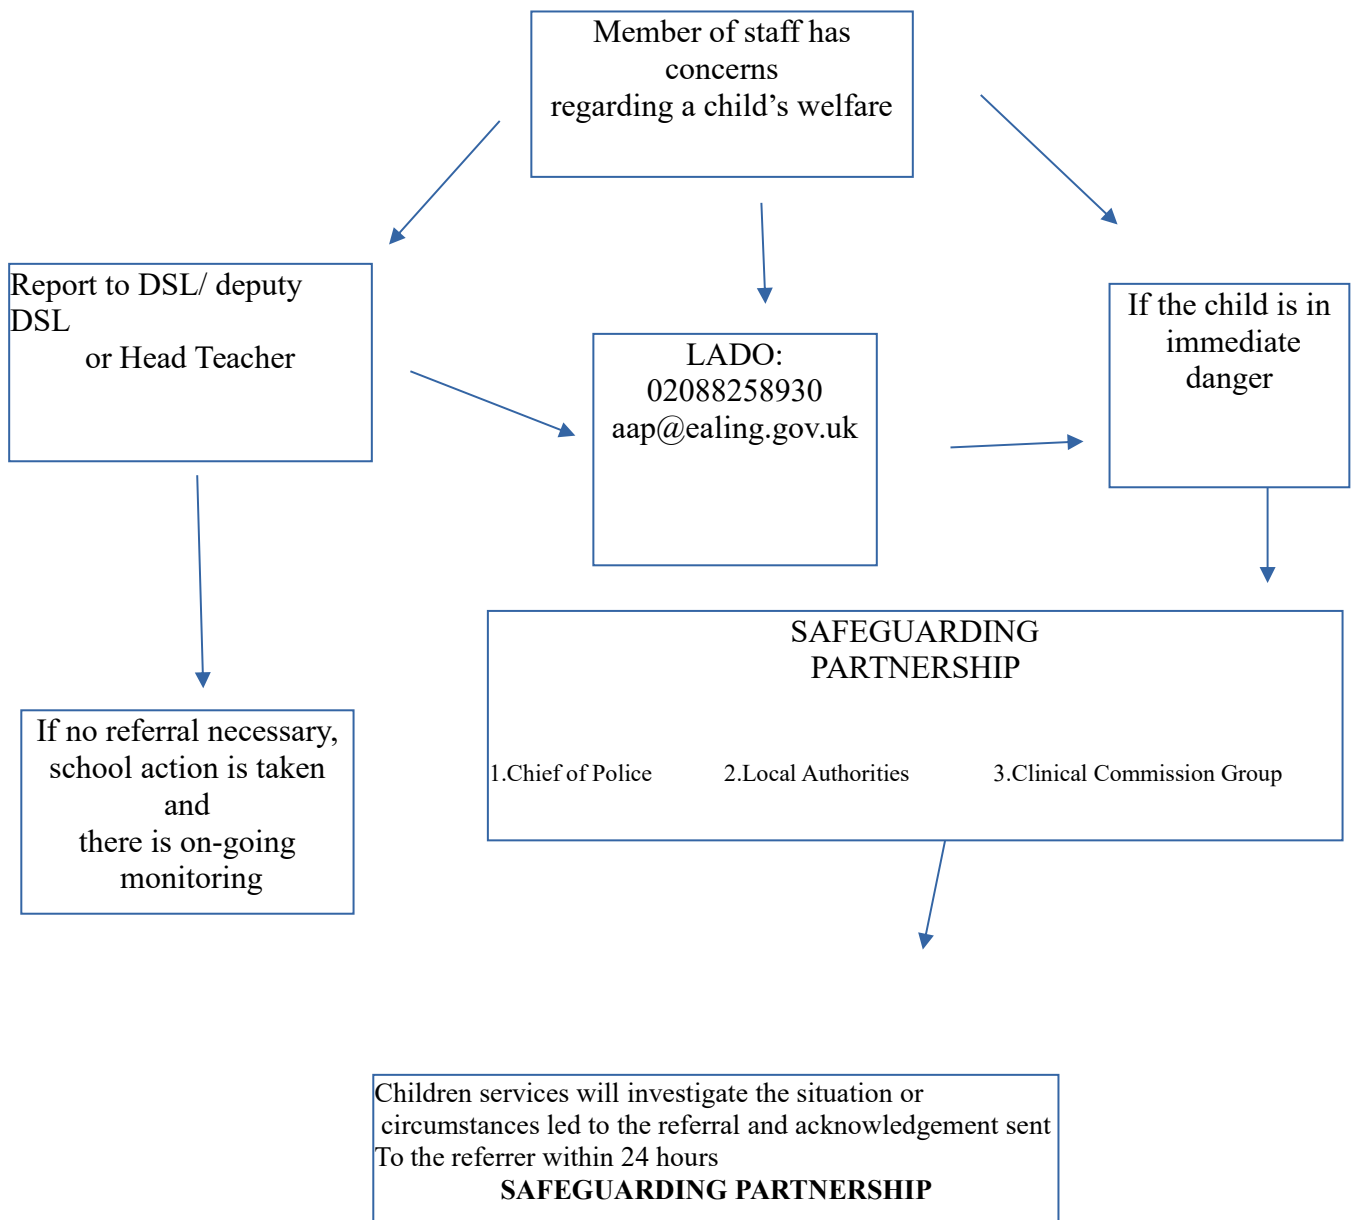 Member of staff has
concerns
regarding a child’s welfare
Report to DSL/ deputy
DSL
or Head Teacher
LADO:
02088258930
aap@ealing.gov.uk
If the child is in
immediate
danger
SAFEGUARDING
PARTNERSHIP
1.Chief of Police 2.Local Authorities 3.Clinical Commission Group
If no referral necessary,
school action is taken
and
there is on-going
monitoring
Children services will investigate the situation or
circumstances led to the referral and acknowledgement sent
To the referrer within 24 hours
SAFEGUARDING PARTNERSHIP